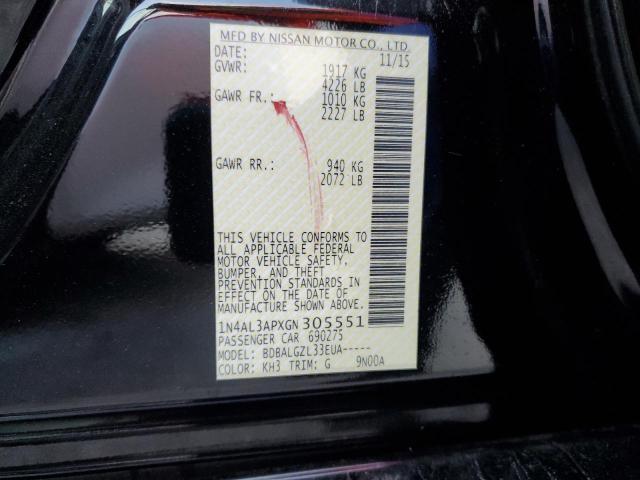 MFD BY NISSAN MOTOR CO., LTD.
DATE: 11/15
GVWR: 1917 KG
4226 LB
GAWR FR.: 1010 KG
2227 LB
GAWR RR.: 940 KG
2072 LB
THIS VEHICLE CONFORMS TO
ALL APPLICABLE FEDERAL
MOTOR VEHICLE SAFETY,
BUMPER, AND THEFT
PREVENTION STANDARDS IN
EFFECT ON THE DATE OF
MANUFACTURE SHOWN ABOVE.
1N4AL3APXGN305551
PASSENGER CAR 690275
MODEL: BDBALGZL33EUA-----
COLOR: KH3 TRIM: G 9N00A